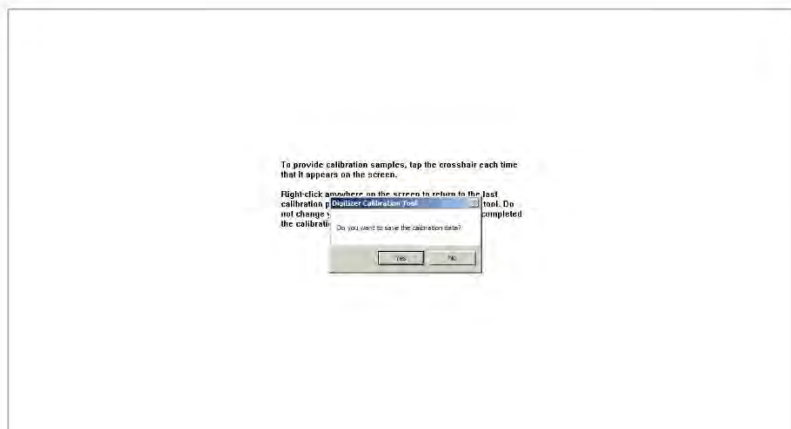 To provide calibration samples, tap the crosshair each time
that it appears on the screen.
Right-click anywhere on the screen to return to the last
calibration p
tool. Do
not change
completed
the calibrati
Digitizer Calibration Tool
Do you want to save the calibration data?
Yes
No